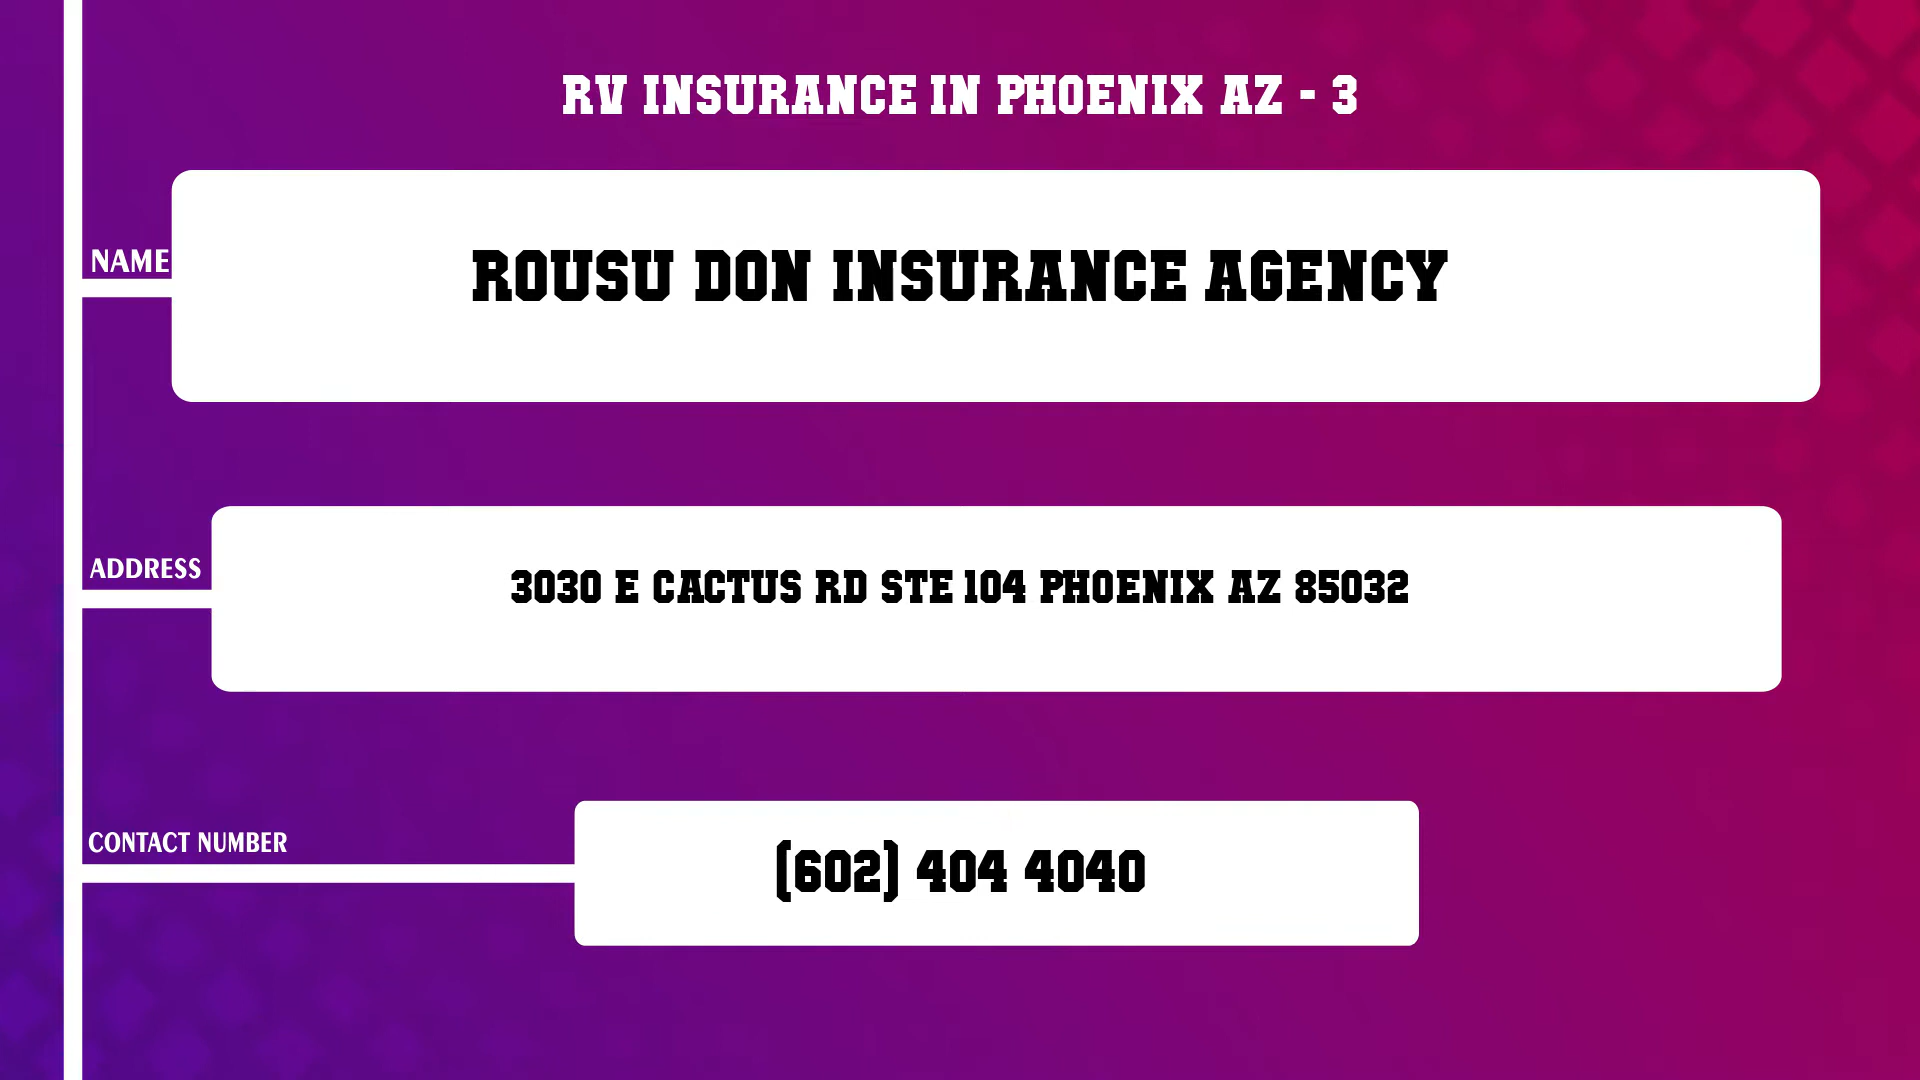 RV INSURANCE IN PHOENIX AZ - 3
NAME
ROUSU DON INSURANCE AGENCY
ADDRESS
3030 E CACTUS RD STE 104 PHOENIX AZ 85032
CONTACT NUMBER
(602) 404 4040